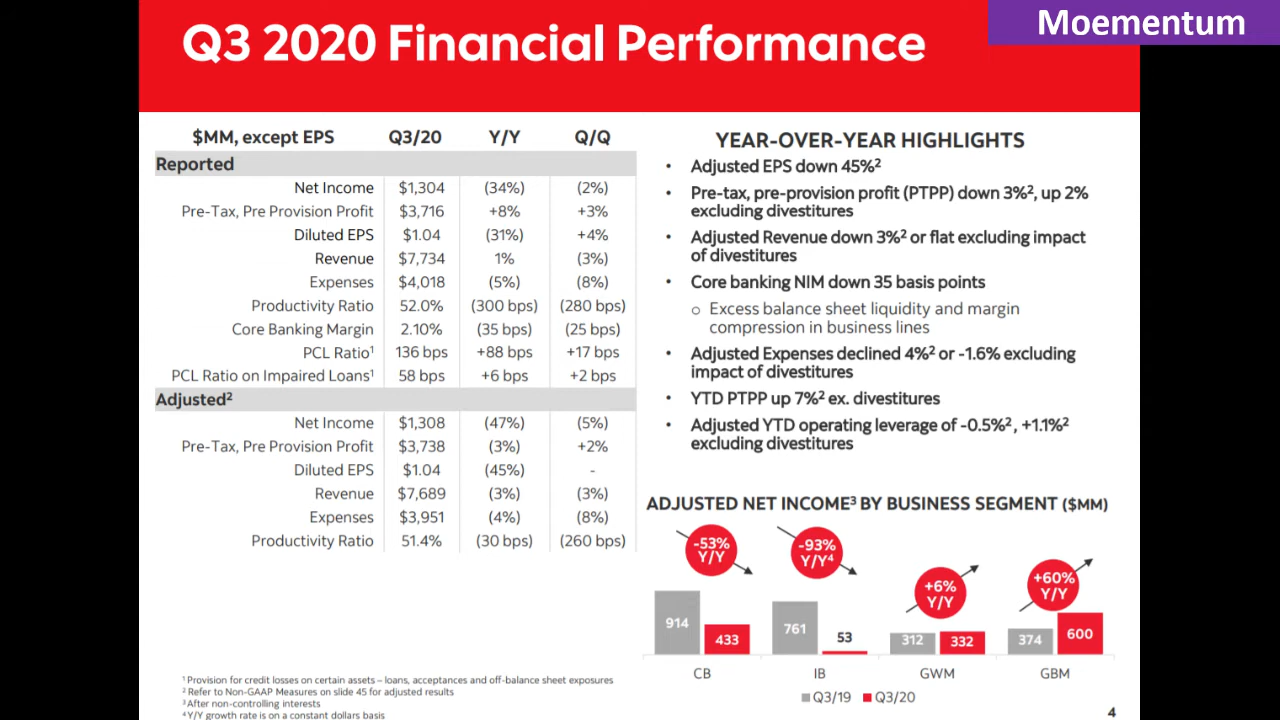 Moementum
Q3 2020 Financial Performance
$MM, except EPS Q3/20 Y/Y Q/Q
Reported
Net Income $1,304 (34%) (2%)
Pre-Tax, Pre Provision Profit $3,716 +8% +3%
Diluted EPS $1.04 (31%) +4%
Revenue $7,734 1% (3%)
Expenses $4,018 (5%) (8%)
Productivity Ratio 52.0% (300 bps) (280 bps)
Core Banking Margin 2.10% (35 bps) (25 bps)
PCL Ratio¹ 136 bps +88 bps +17 bps
PCL Ratio on Impaired Loans¹ 58 bps +6 bps +2 bps
Adjusted²
Net Income $1,308 (47%) (5%)
Pre-Tax, Pre Provision Profit $3,738 (3%) +2%
Diluted EPS $1.04 (45%) -
Revenue $7,689 (3%) (3%)
Expenses $3,951 (4%) (8%)
Productivity Ratio 51.4% (30 bps) (260 bps)
YEAR-OVER-YEAR HIGHLIGHTS
• Adjusted EPS down 45%²
• Pre-tax, pre-provision profit (PTPP) down 3%², up 2%
excluding divestitures
• Adjusted Revenue down 3%² or flat excluding impact
of divestitures
• Core banking NIM down 35 basis points
o Excess balance sheet liquidity and margin
compression in business lines
• Adjusted Expenses declined 4%² or -1.6% excluding
impact of divestitures
• YTD PTPP up 7%² ex. divestitures
• Adjusted YTD operating leverage of -0.5%², +1.1%²
excluding divestitures
ADJUSTED NET INCOME³ BY BUSINESS SEGMENT ($MM)
-53%
Y/Y
-93%
Y/Y⁴
+6%
Y/Y
+60%
Y/Y
914 433 761 53 312 332 374 600
CB IB GWM GBM
Q3/19 Q3/20
¹ Provision for credit losses on certain assets – loans, acceptances and off-balance sheet exposures
² Refer to Non-GAAP Measures on slide 45 for adjusted results
³ After non-controlling interests
⁴ Y/Y growth rate is on a constant dollars basis
4